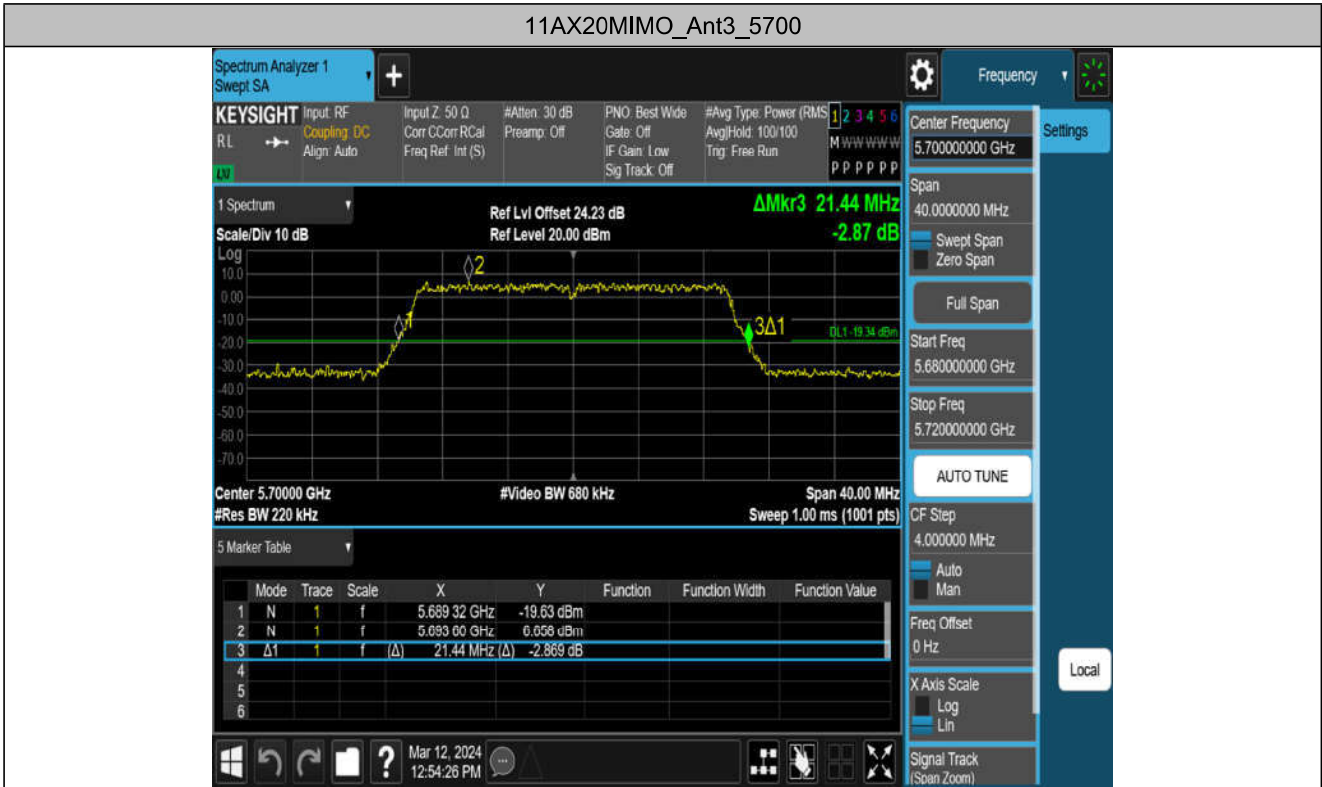 11AX20MIMO_Ant3_5700
Spectrum Analyzer 1
Swept SA
+
Frequency
KEYSIGHT
RL
LXI
Input: RF
Coupling: DC
Align: Auto
Input Z: 50 Ω
Corr CCorr RCal
Freq Ref: Int (S)
#Atten: 30 dB
Preamp: Off
PNO: Best Wide
Gate: Off
IF Gain: Low
Sig Track: Off
#Avg Type: Power (RMS
Avg|Hold: 100/100
Trig: Free Run
1 2 3 4 5 6
M W W W W W
P P P P P P
1 Spectrum
Scale/Div 10 dB
Ref Lvl Offset 24.23 dB
Ref Level 20.00 dBm
ΔMkr3 21.44 MHz
-2.87 dB
Log
10.0
0.00
-10.0
-20.0
-30.0
-40.0
-50.0
-60.0
-70.0
2
1
3Δ1
DL1 -19.34 dBm
Center 5.70000 GHz
#Res BW 220 kHz
#Video BW 680 kHz
Span 40.00 MHz
Sweep 1.00 ms (1001 pts)
5 Marker Table
Mode Trace Scale X Y Function Function Width Function Value
1 N 1 f 5.689 32 GHz -19.63 dBm
2 N 1 f 5.693 60 GHz 6.658 dBm
3 Δ1 1 f (Δ) 21.44 MHz (Δ) -2.869 dB
4
5
6
Mar 12, 2024
12:54:26 PM
?
Center Frequency
5.700000000 GHz
Settings
Span
40.0000000 MHz
Swept Span
Zero Span
Full Span
Start Freq
5.680000000 GHz
Stop Freq
5.720000000 GHz
AUTO TUNE
CF Step
4.000000 MHz
Auto
Man
Freq Offset
0 Hz
Local
X Axis Scale
Log
Lin
Signal Track
(Span Zoom)